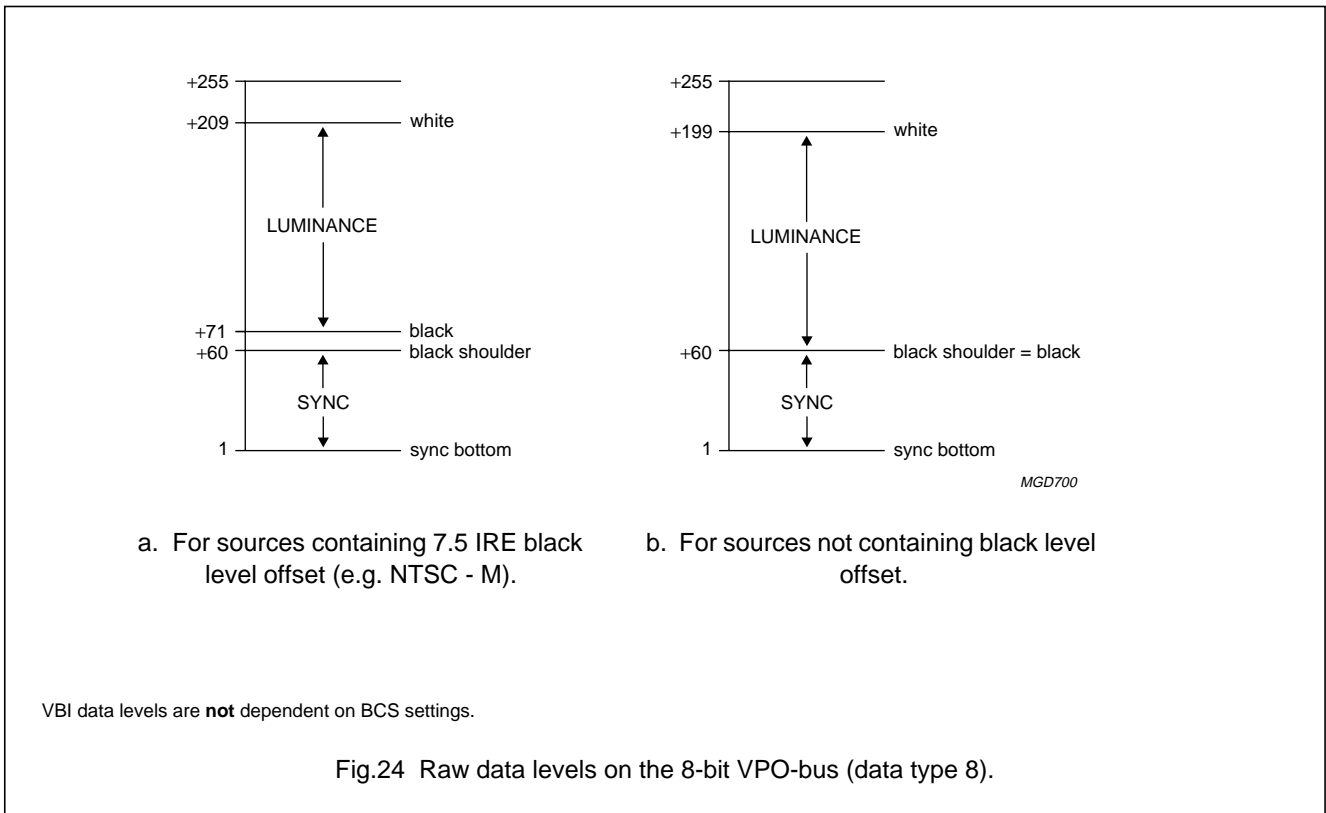 +255
+209
white
LUMINANCE
+71
black
+60
black shoulder
SYNC
1
sync bottom
+255
+199
white
LUMINANCE
+60
black shoulder = black
SYNC
1
sync bottom
MGD700
a. For sources containing 7.5 IRE black
level offset (e.g. NTSC - M).
b. For sources not containing black level
offset.
VBI data levels are not dependent on BCS settings.
Fig.24 Raw data levels on the 8-bit VPO-bus (data type 8).